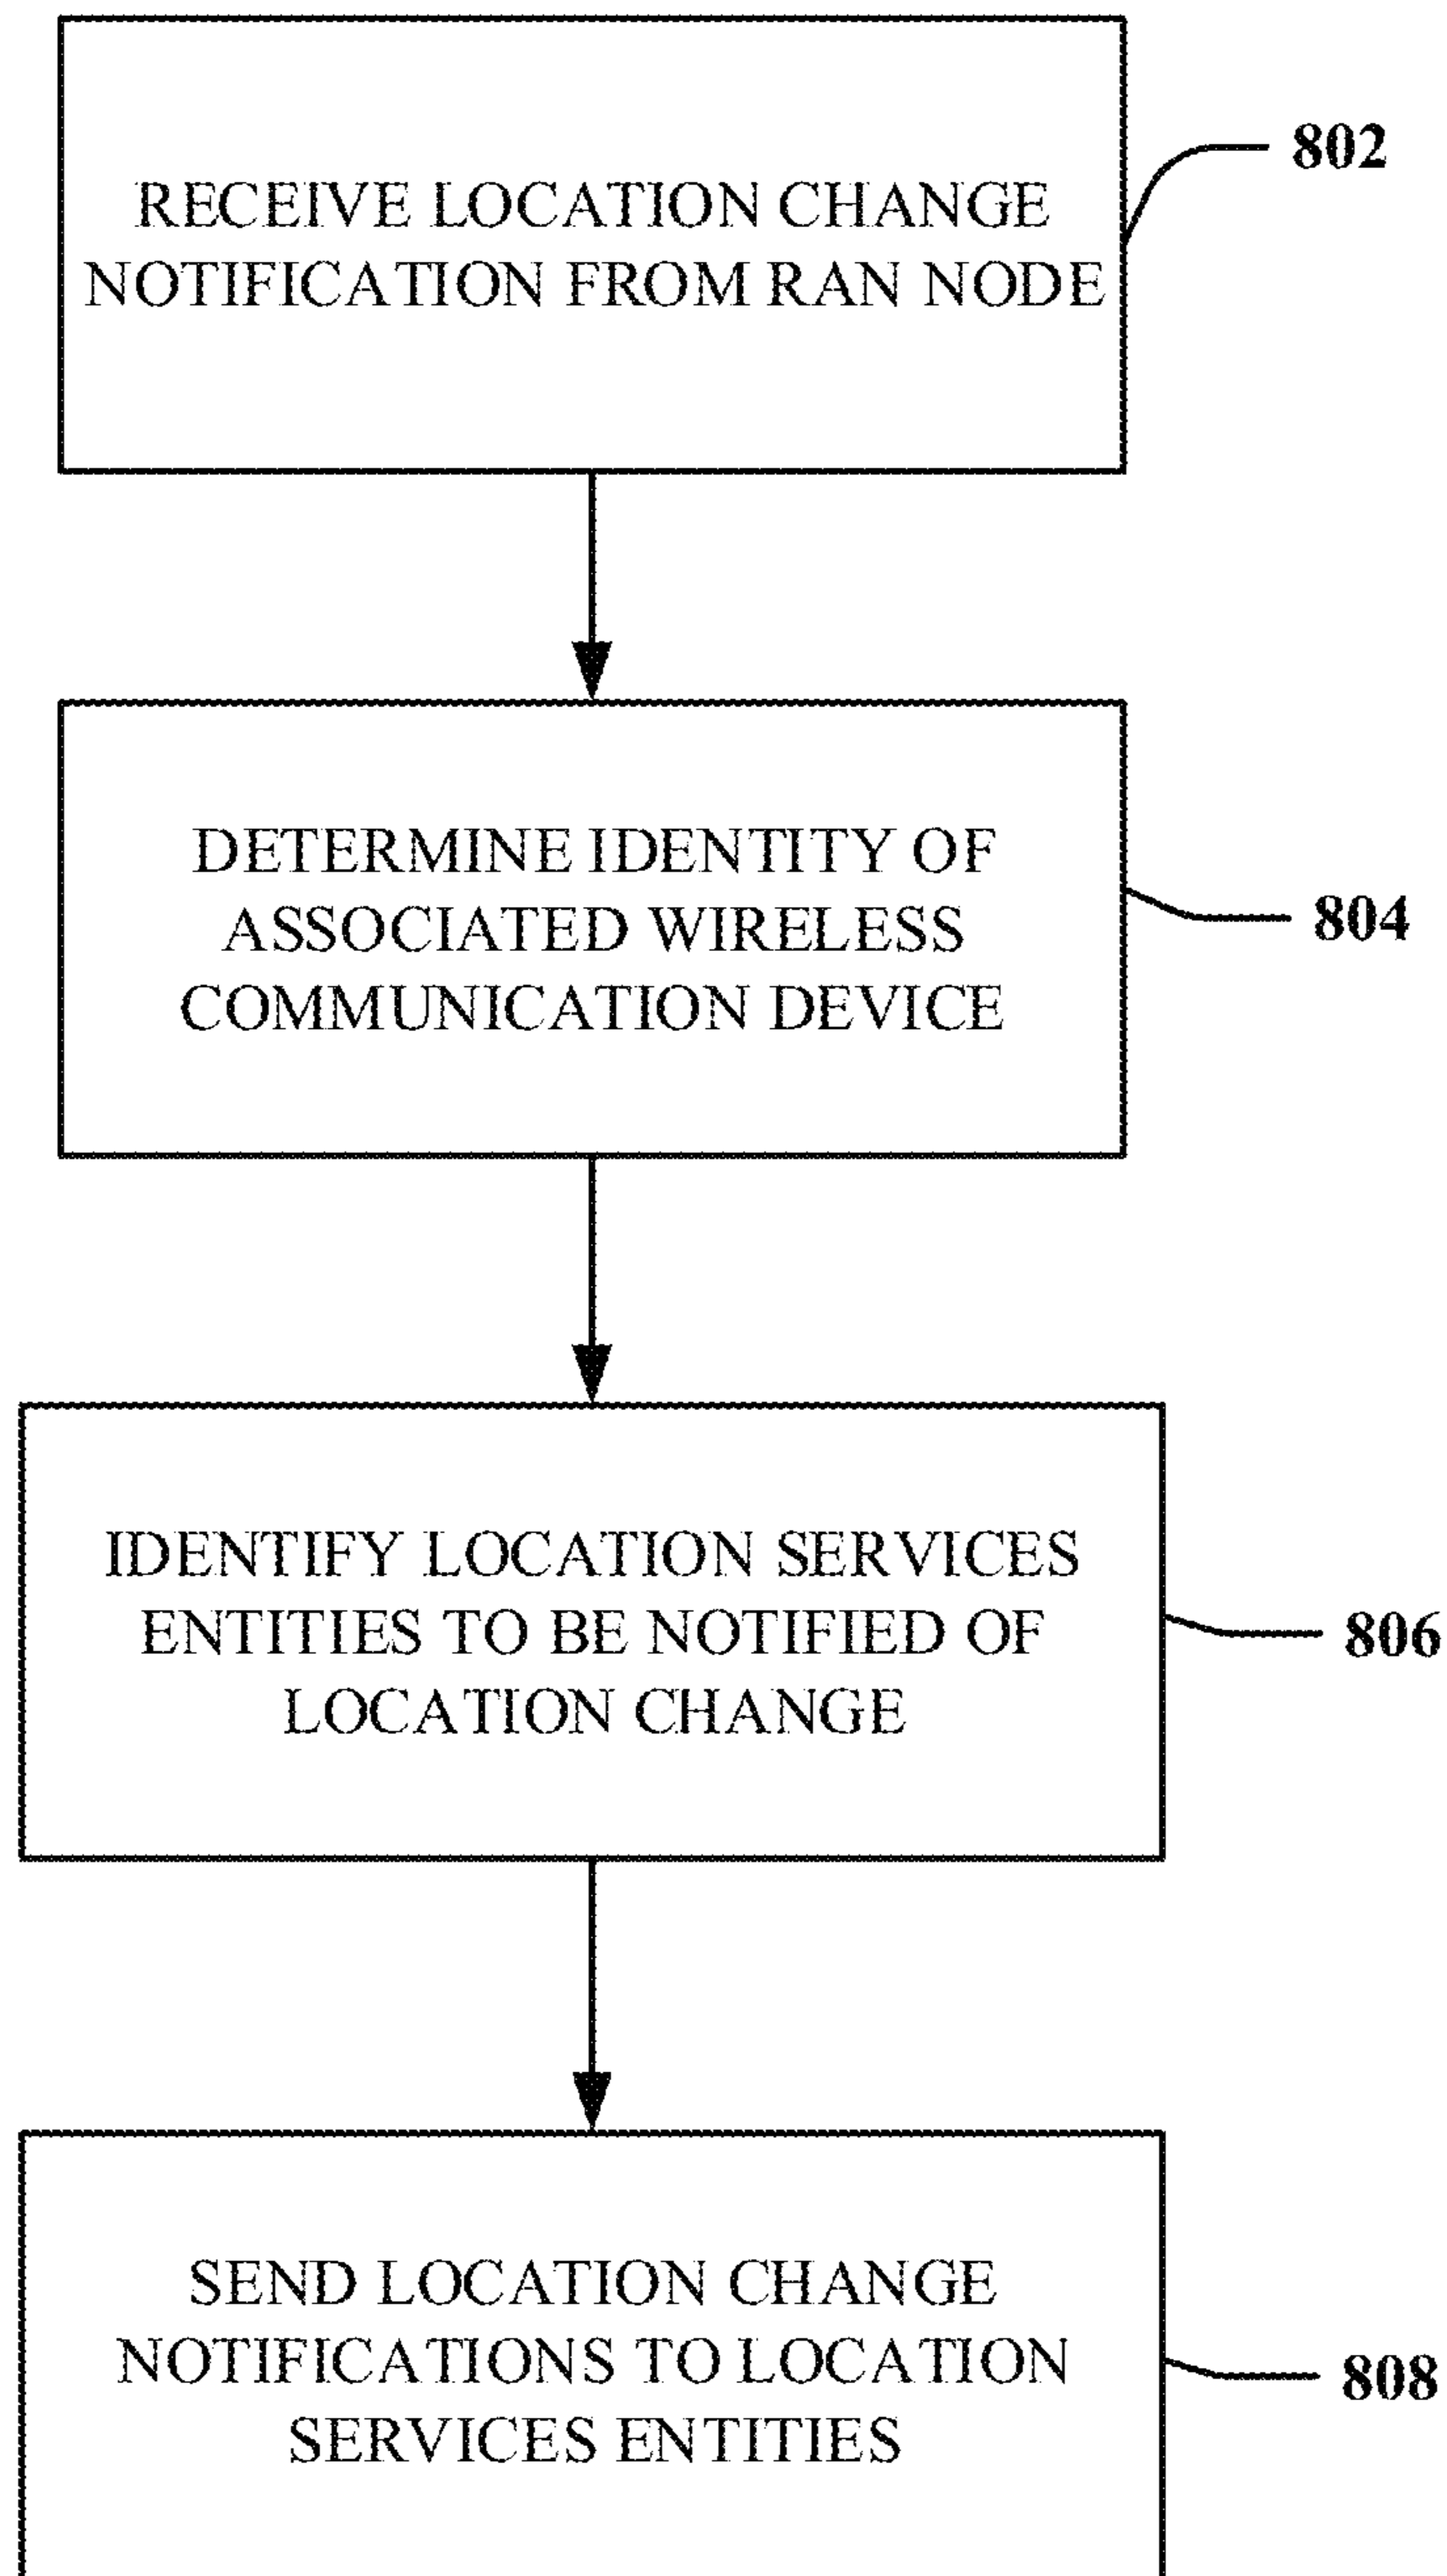 RECEIVE LOCATION CHANGE
NOTIFICATION FROM RAN NODE
802
DETERMINE IDENTITY OF
ASSOCIATED WIRELESS
COMMUNICATION DEVICE
804
IDENTIFY LOCATION SERVICES
ENTITIES TO BE NOTIFIED OF
LOCATION CHANGE
806
SEND LOCATION CHANGE
NOTIFICATIONS TO LOCATION
SERVICES ENTITIES
808